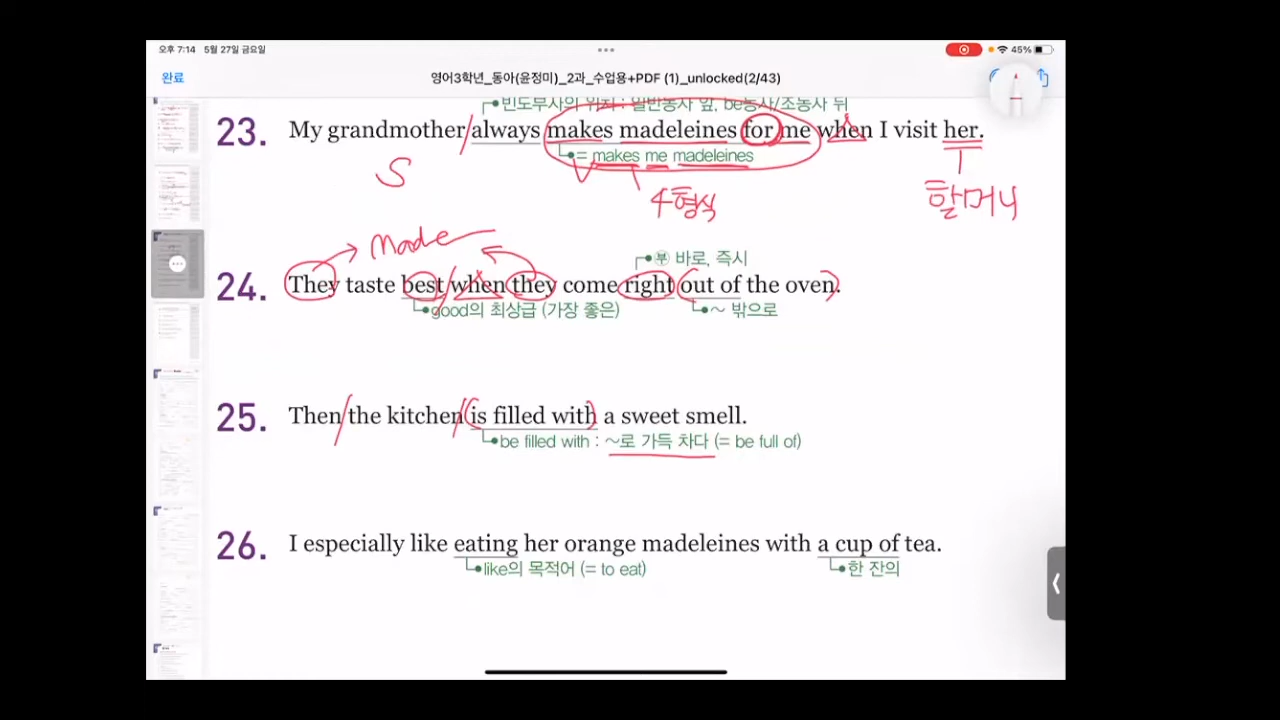 오후 7:14 5월 27일 금요일
45%
완료
영어3학년_동아(윤정미)_2과_수업용+PDF (1)_unlocked(2/43)
빈도부사의 위치 : 일반동사 앞, be동사/조동사 뒤
23. My grandmother always makes madeleines for me when I visit her.
= makes me madeleines
S
4형식
할머니
made
부 바로, 즉시
24. They taste best when they come right out of the oven.
good의 최상급 (가장 좋은)
~ 밖으로
25. Then the kitchen is filled with a sweet smell.
be filled with : ~로 가득 차다 (= be full of)
26. I especially like eating her orange madeleines with a cup of tea.
like의 목적어 (= to eat)
한 잔의